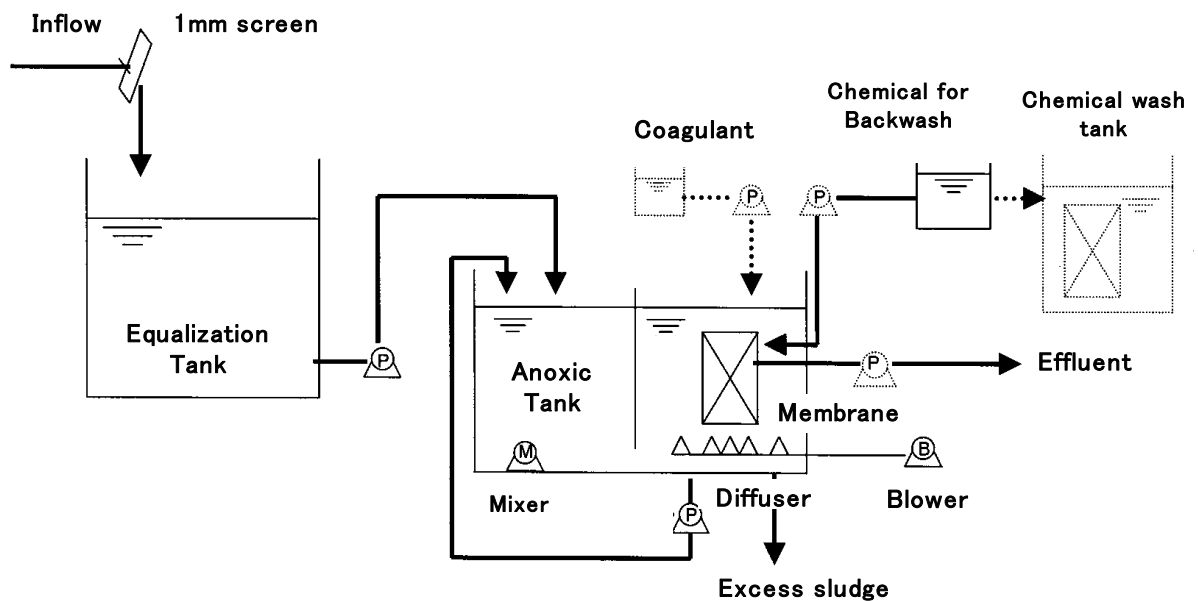 Inflow
1mm screen
Chemical for
Backwash
Chemical wash
tank
Coagulant
P
P
Equalization
Tank
P
Anoxic
Tank
P
Effluent
Membrane
M
B
Mixer
P
Diffuser
Blower
Excess sludge